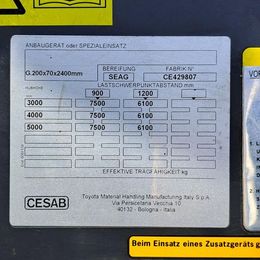 ANBAUGERÄT oder SPEZIALEINSATZ
G.200x70x2400mm
BEREIFUNG
SEAG
FABRIK N°
CE429807
LASTSCHWERPUNKTABSTAND mm
HUBHÖHE
900 1200
3000 7500 6100
4000 7500 6100
5000 7500 6100
EFFEKTIVE TRAGFÄHIGKEIT kg
CESAB
Toyota Material Handling Manufacturing Italy S.p.A.
Via Persicetana Vecchia 10
40132 - Bologna - Italia
Beim Einsatz eines Zusatzgeräts